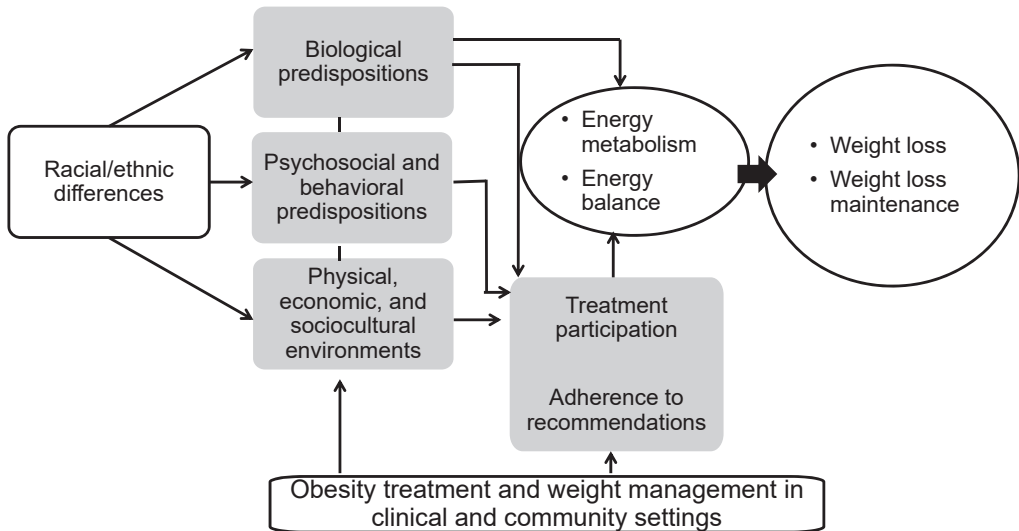 Biological
predispositions
Racial/ethnic
differences
Psychosocial and
behavioral
predispositions
Physical,
economic, and
sociocultural
environments
• Energy
metabolism
• Energy
balance
• Weight loss
• Weight loss
maintenance
Treatment
participation
Adherence to
recommendations
Obesity treatment and weight management in
clinical and community settings